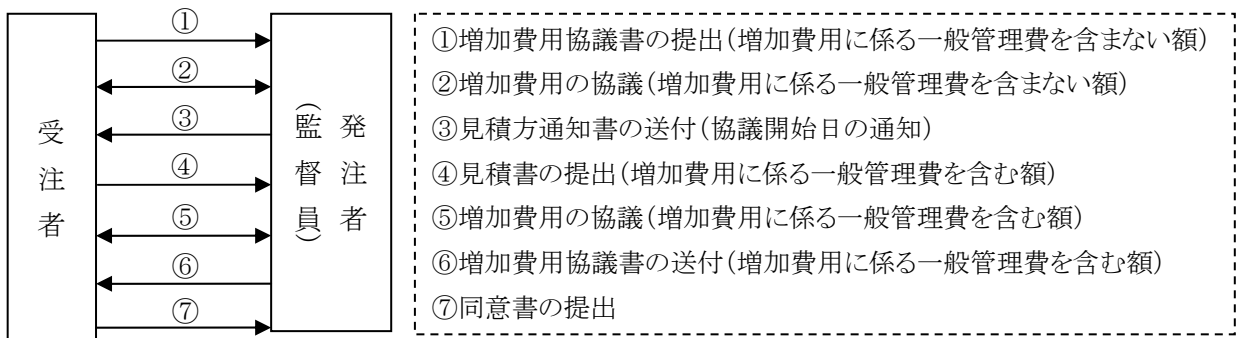 受注者
①
②
③
④
⑤
⑥
⑦
発注者
(監督員)
①増加費用協議書の提出(増加費用に係る一般管理費を含まない額)
②増加費用の協議(増加費用に係る一般管理費を含まない額)
③見積方通知書の送付(協議開始日の通知)
④見積書の提出(増加費用に係る一般管理費を含む額)
⑤増加費用の協議(増加費用に係る一般管理費を含む額)
⑥増加費用協議書の送付(増加費用に係る一般管理費を含む額)
⑦同意書の提出